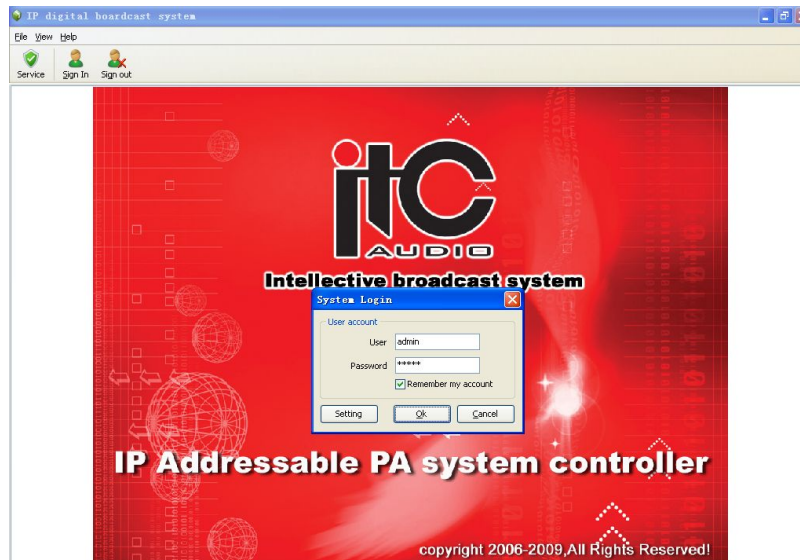 IP digital boardcast system
File View Help
Service Sign In Sign out
itc
AUDIO
Intellective broadcast system
System Login
User account
User admin
Password *****
Remember my account
Setting Ok Cancel
IP Addressable PA system controller
copyright 2006-2009,All Rights Reserved!